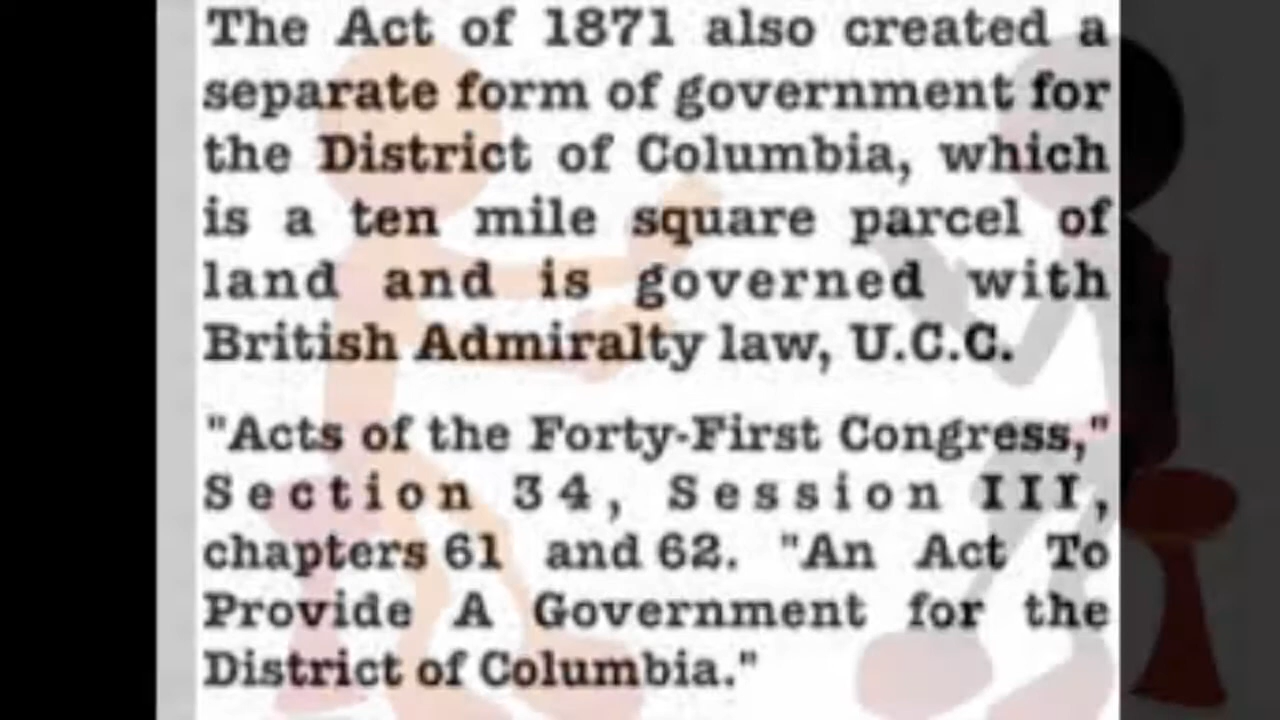 The Act of 1871 also created a
separate form of government for
the District of Columbia, which
is a ten mile square parcel of
land and is governed with
British Admiralty law, U.C.C.
"Acts of the Forty-First Congress,"
Section 34, Session III,
chapters 61 and 62. "An Act To
Provide A Government for the
District of Columbia."